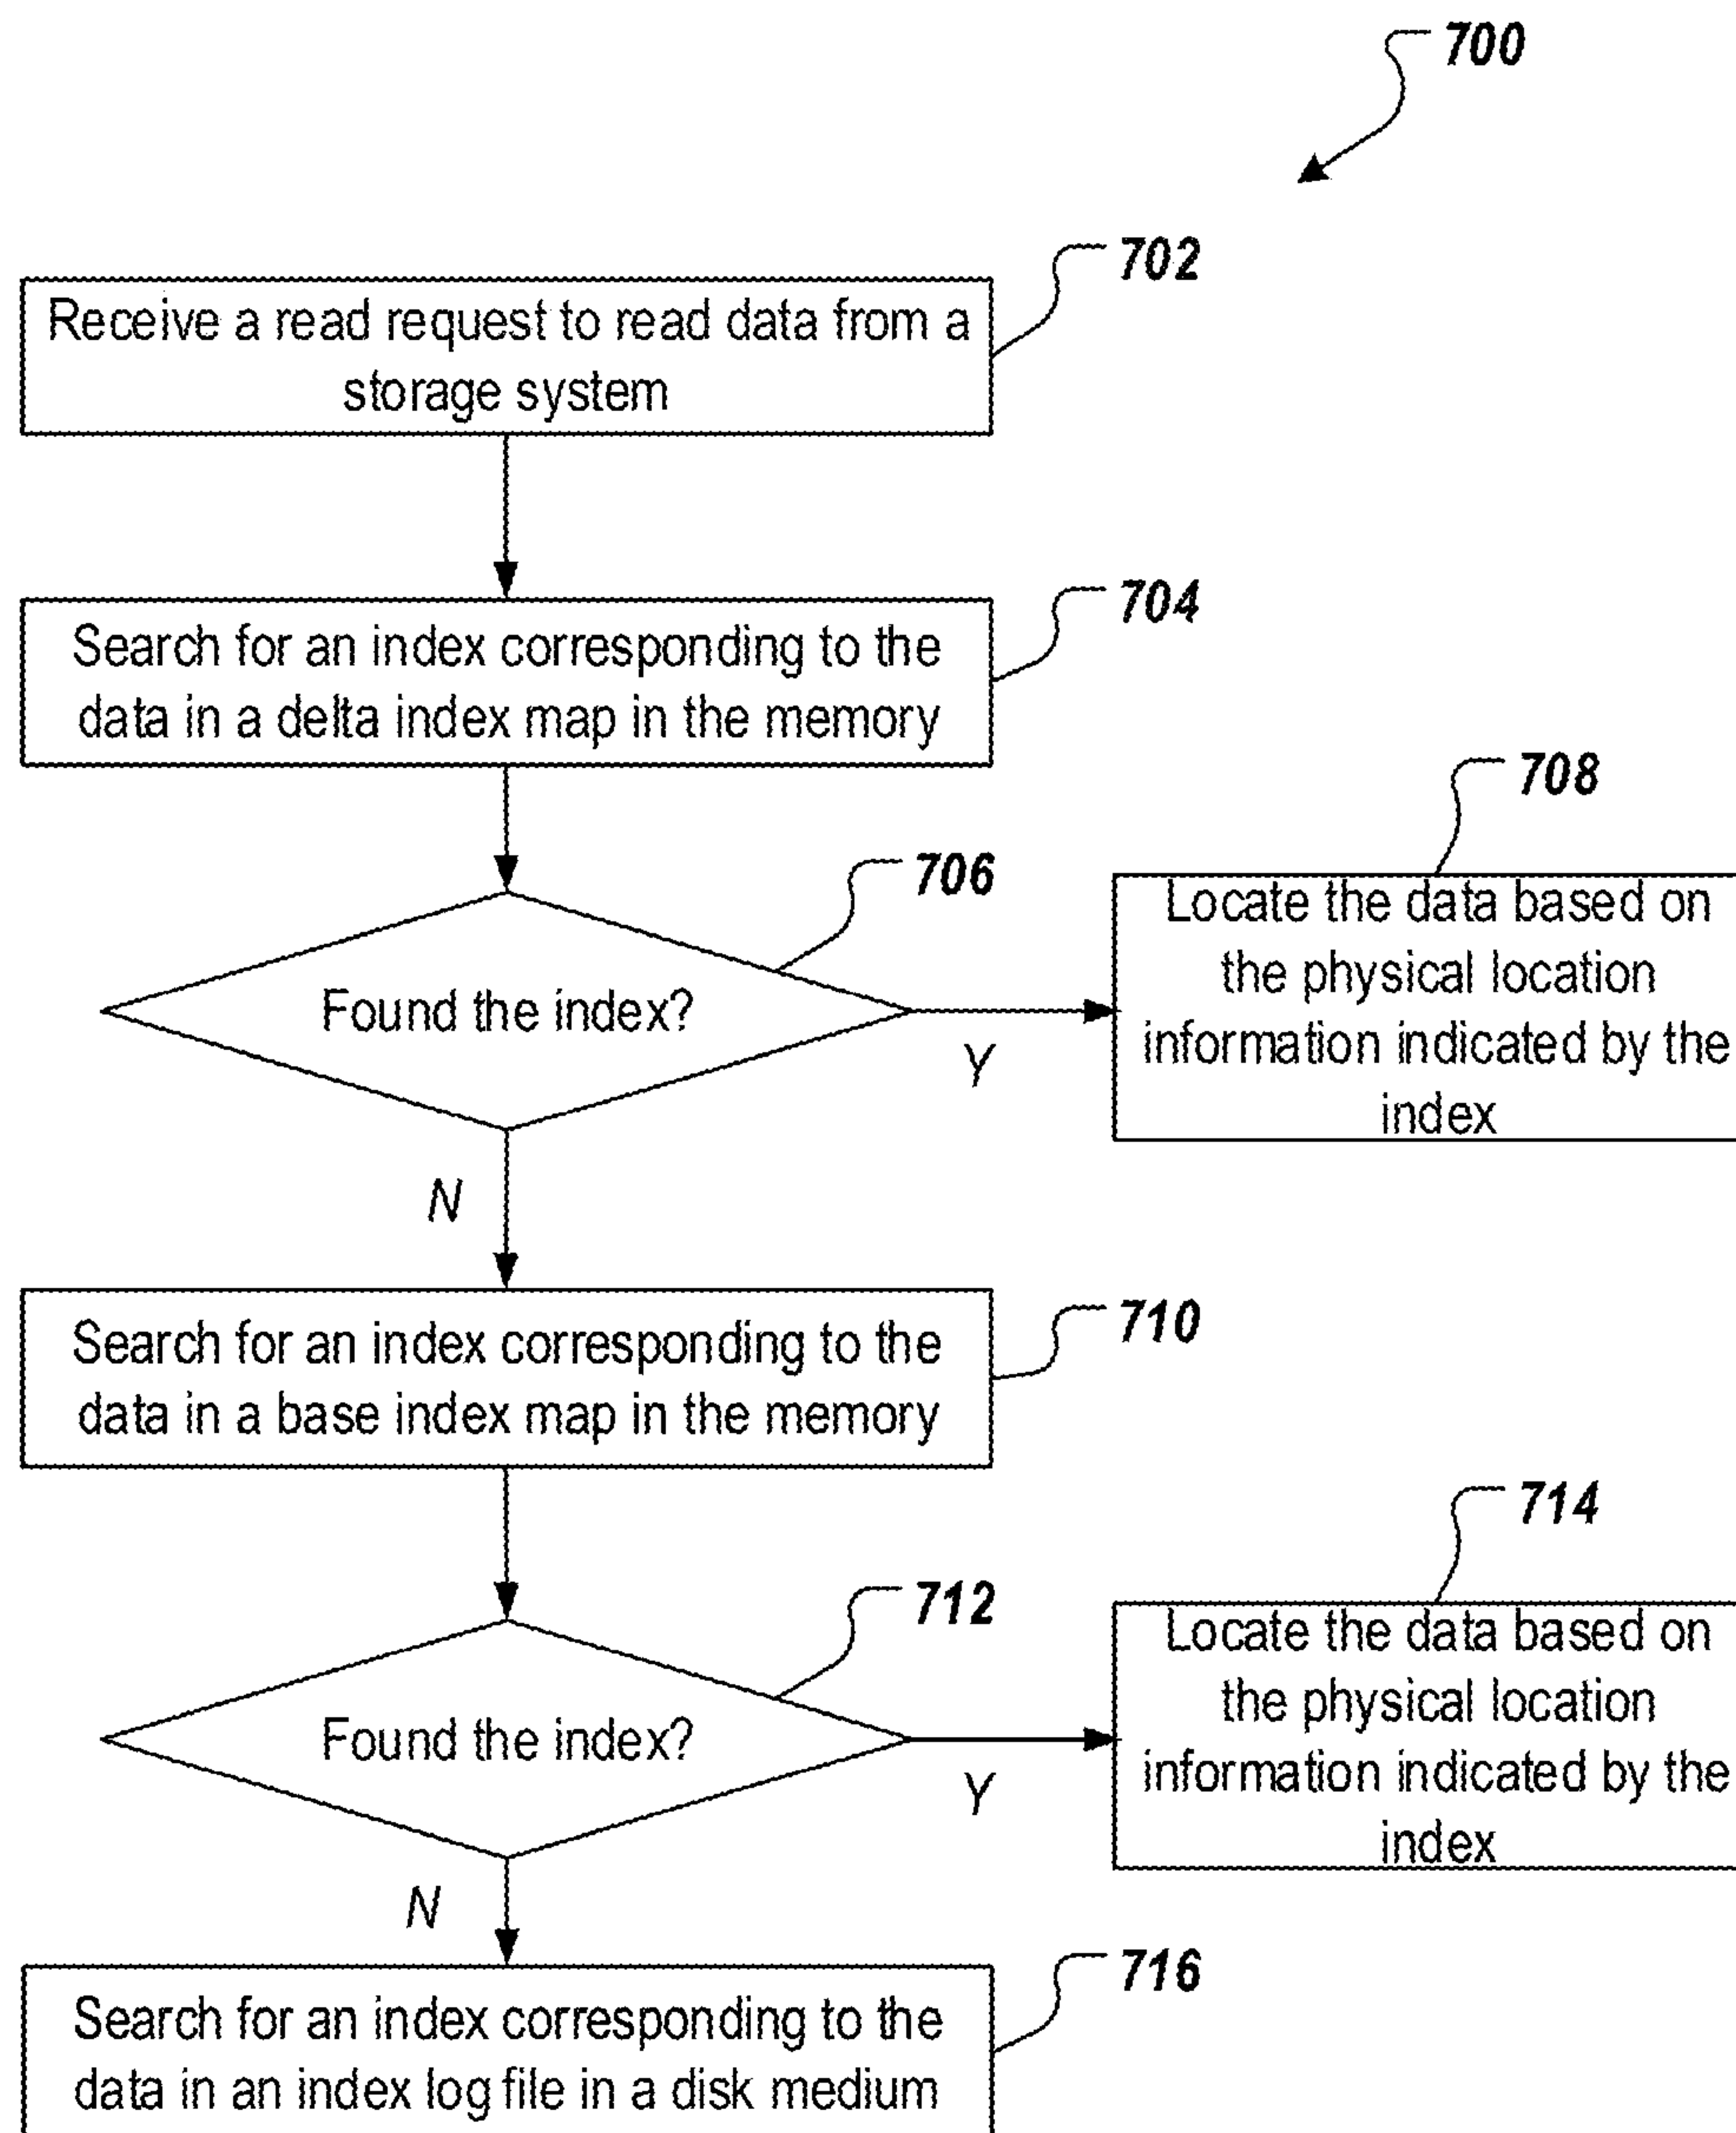 700
702
Receive a read request to read data from a
storage system
704
Search for an index corresponding to the
data in a delta index map in the memory
706
Found the index?
Y
N
708
Locate the data based on
the physical location
information indicated by the
index
710
Search for an index corresponding to the
data in a base index map in the memory
712
Found the index?
Y
N
714
Locate the data based on
the physical location
information indicated by the
index
716
Search for an index corresponding to the
data in an index log file in a disk medium